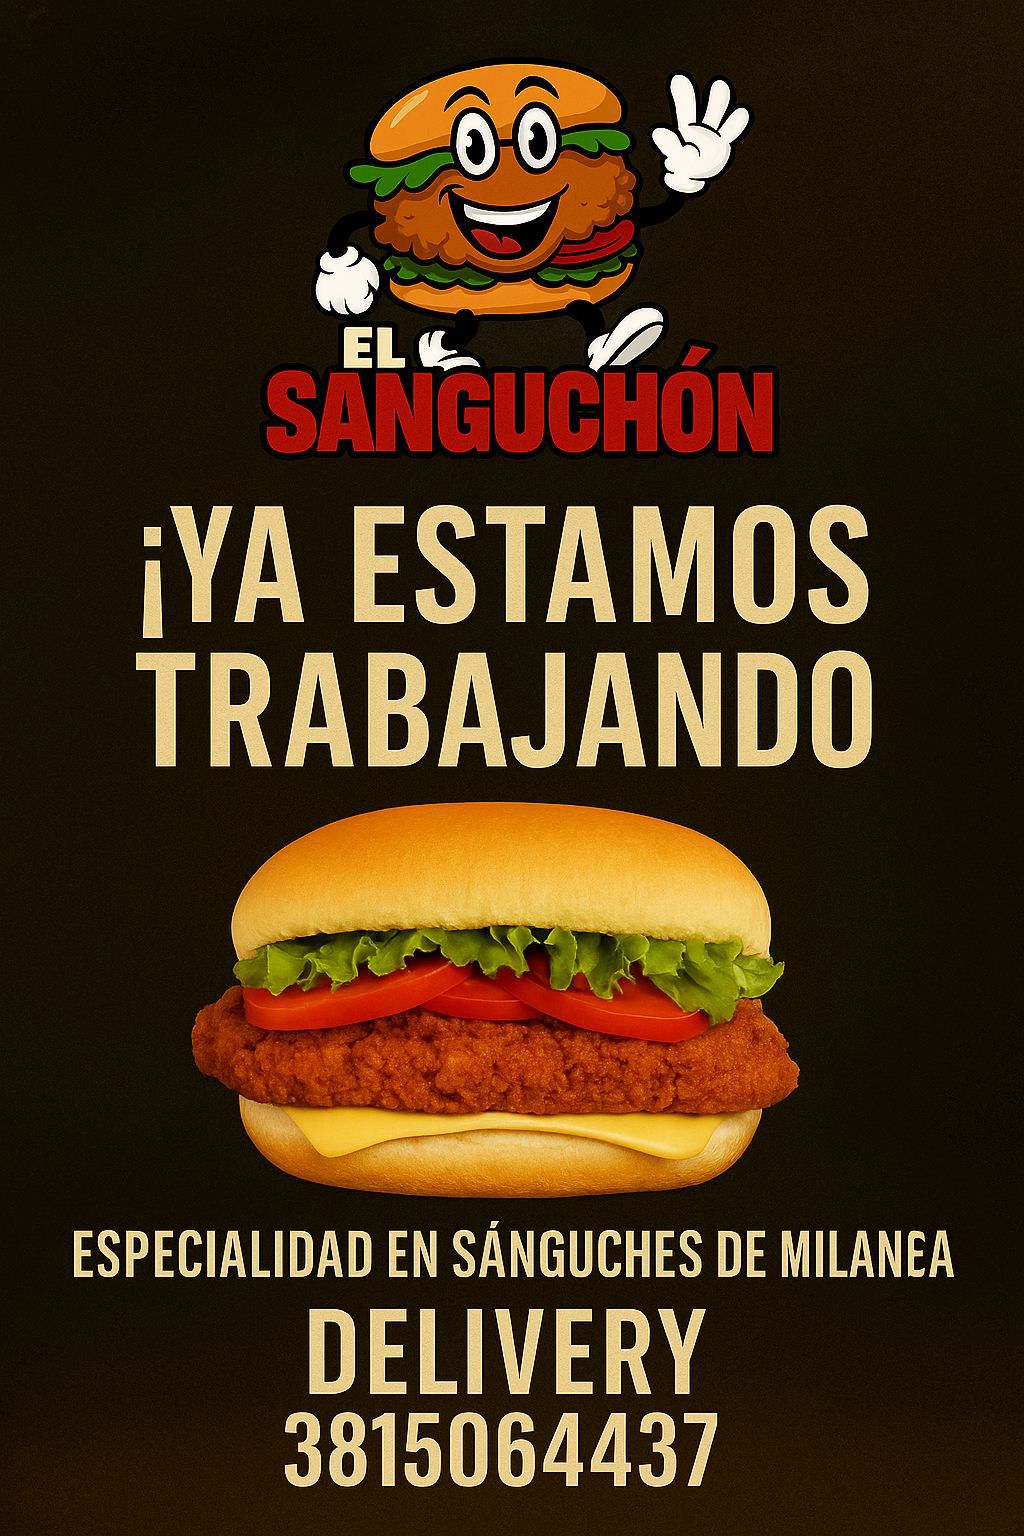 EL
SANGUCHÓN
¡YA ESTAMOS
TRABAJANDO
ESPECIALIDAD EN SÁNGUCHES DE MILANEA
DELIVERY
3815064437